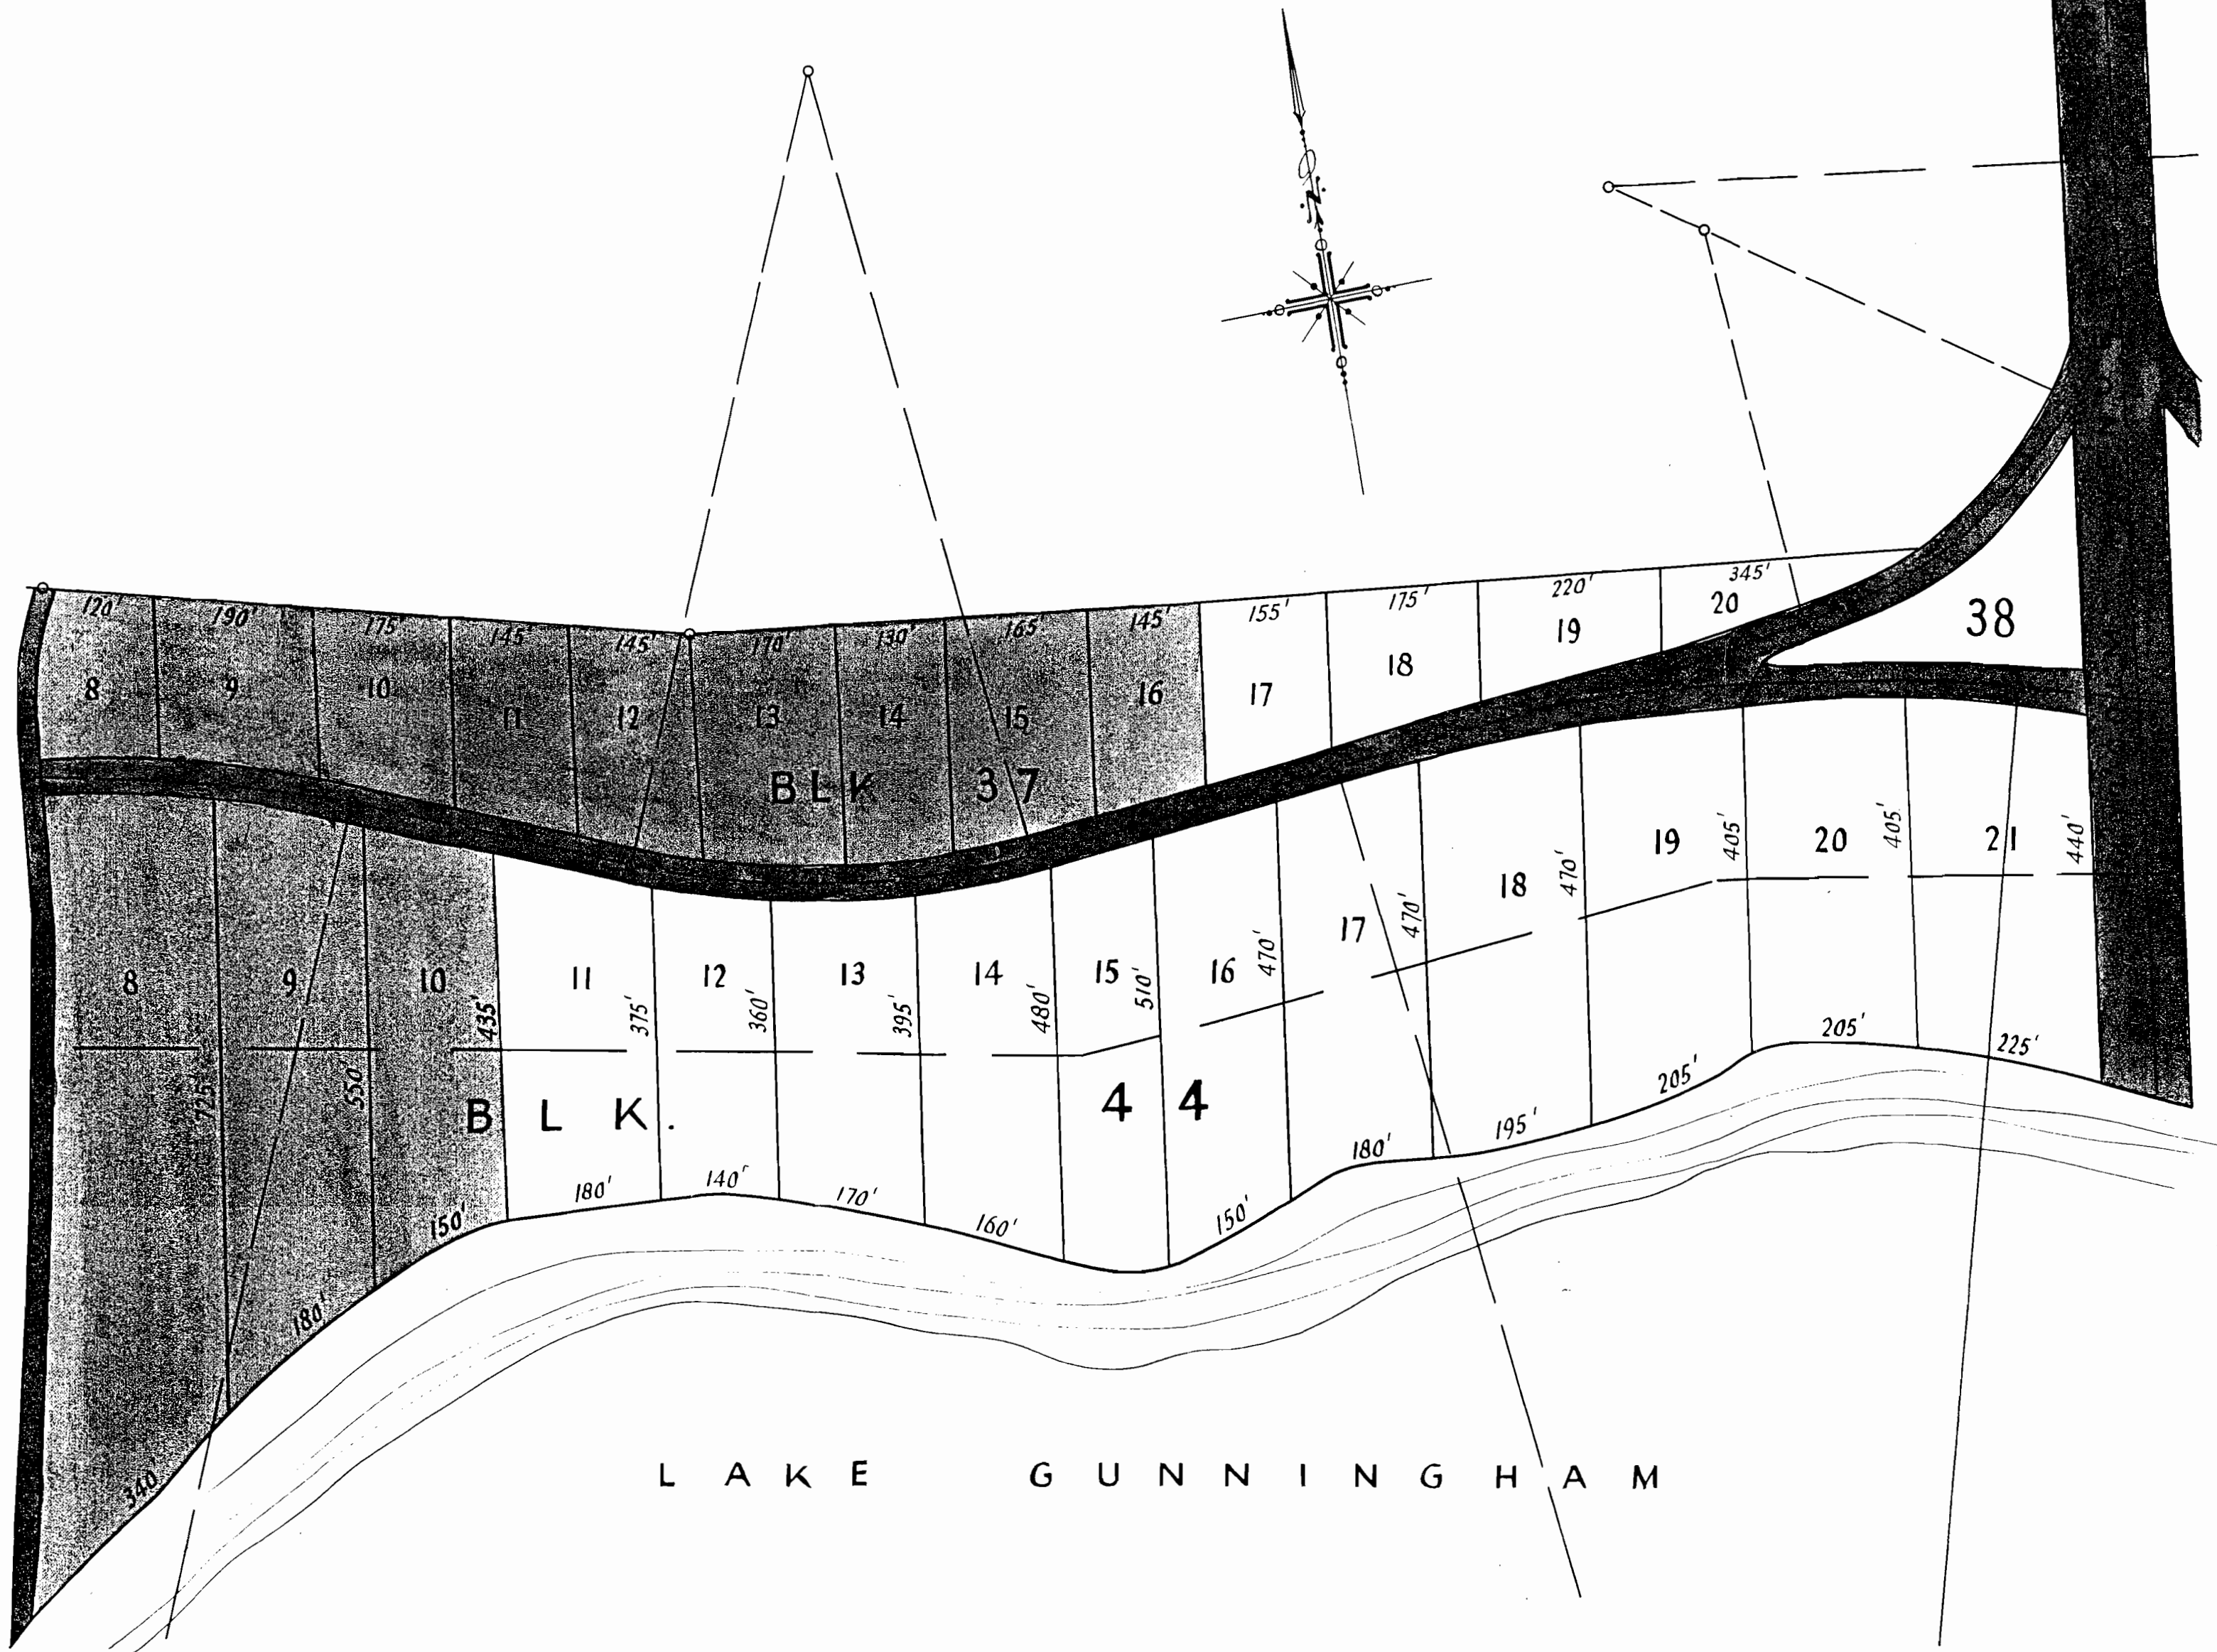 N
120' 190' 175' 145' 145' 170' 130' 165' 145' 155' 175' 220' 345'
8 9 10 11 12 13 14 15 16 17 18 19 20
38
BLK 37
8 9 10 11 12 13 14 15 16 17 18 19 20 21
725' 550' 435' 375' 360' 395' 480' 510' 470' 470' 470' 405' 405' 440'
BLK. 44
340' 180' 150' 180' 140' 170' 160' 150' 180' 195' 205' 205' 225'
LAKE GUNNINGHAM